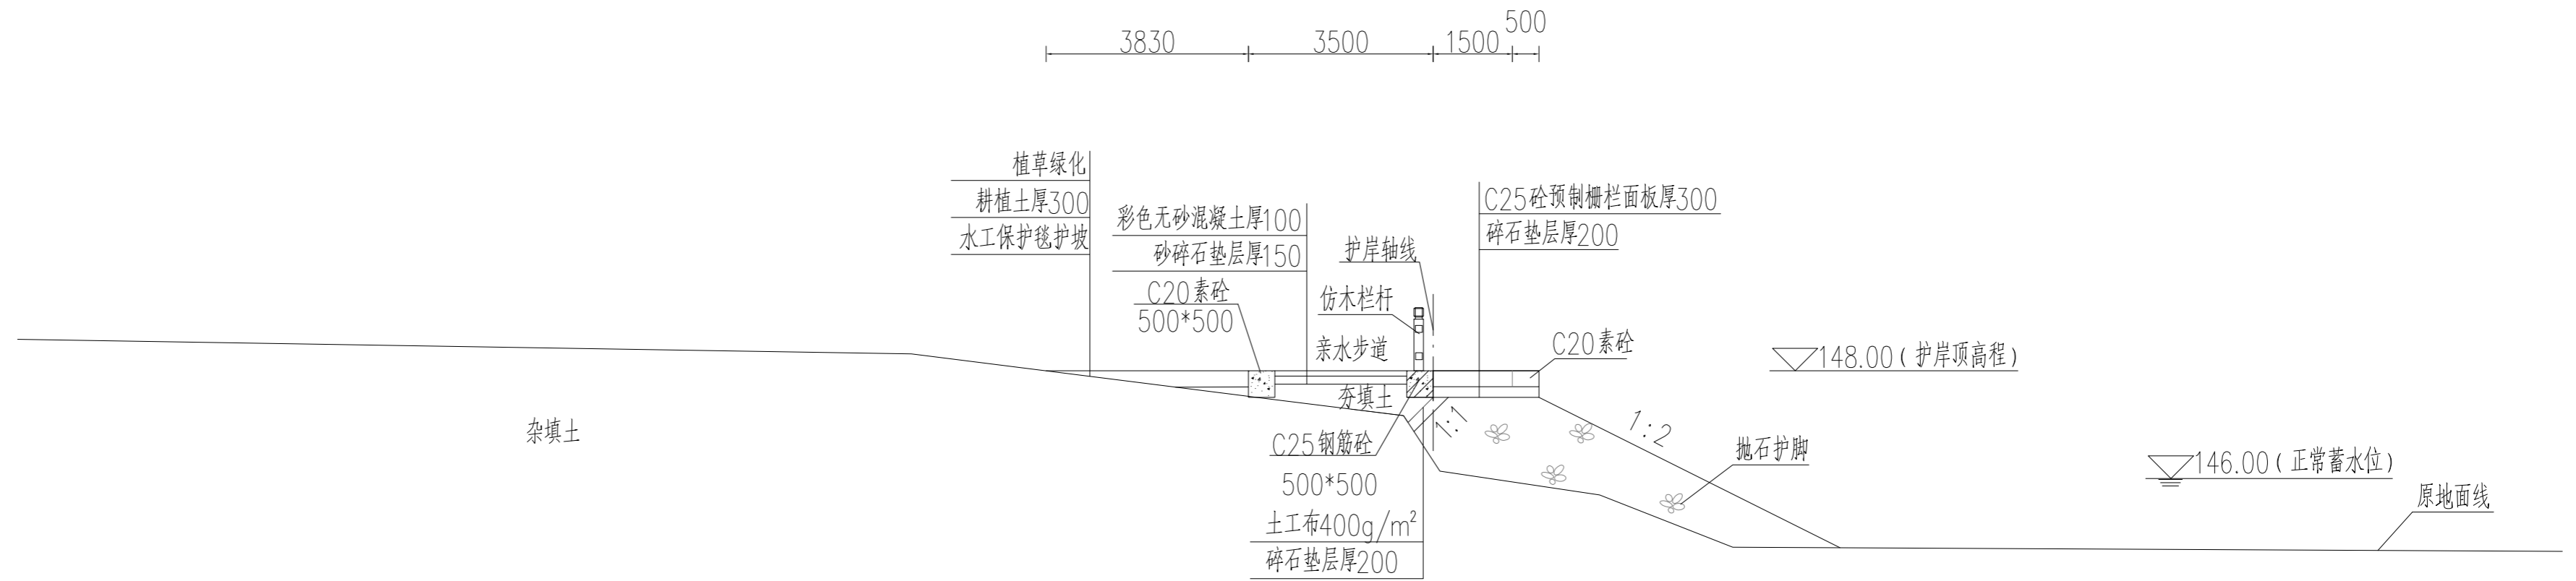 500
3830
3500
1500
植草绿化
耕植土厚300
水工保护毯护坡
彩色无砂混凝土厚100
砂碎石垫层厚150
C20素砼
500*500
护岸轴线
仿木栏杆
亲水步道
夯填土
C25砼预制栅栏面板厚300
碎石垫层厚200
C20素砼
148.00(护岸顶高程)
杂填土
1:1
1:2
C25钢筋砼
500*500
土工布400g/m²
碎石垫层厚200
抛石护脚
146.00(正常蓄水位)
原地面线